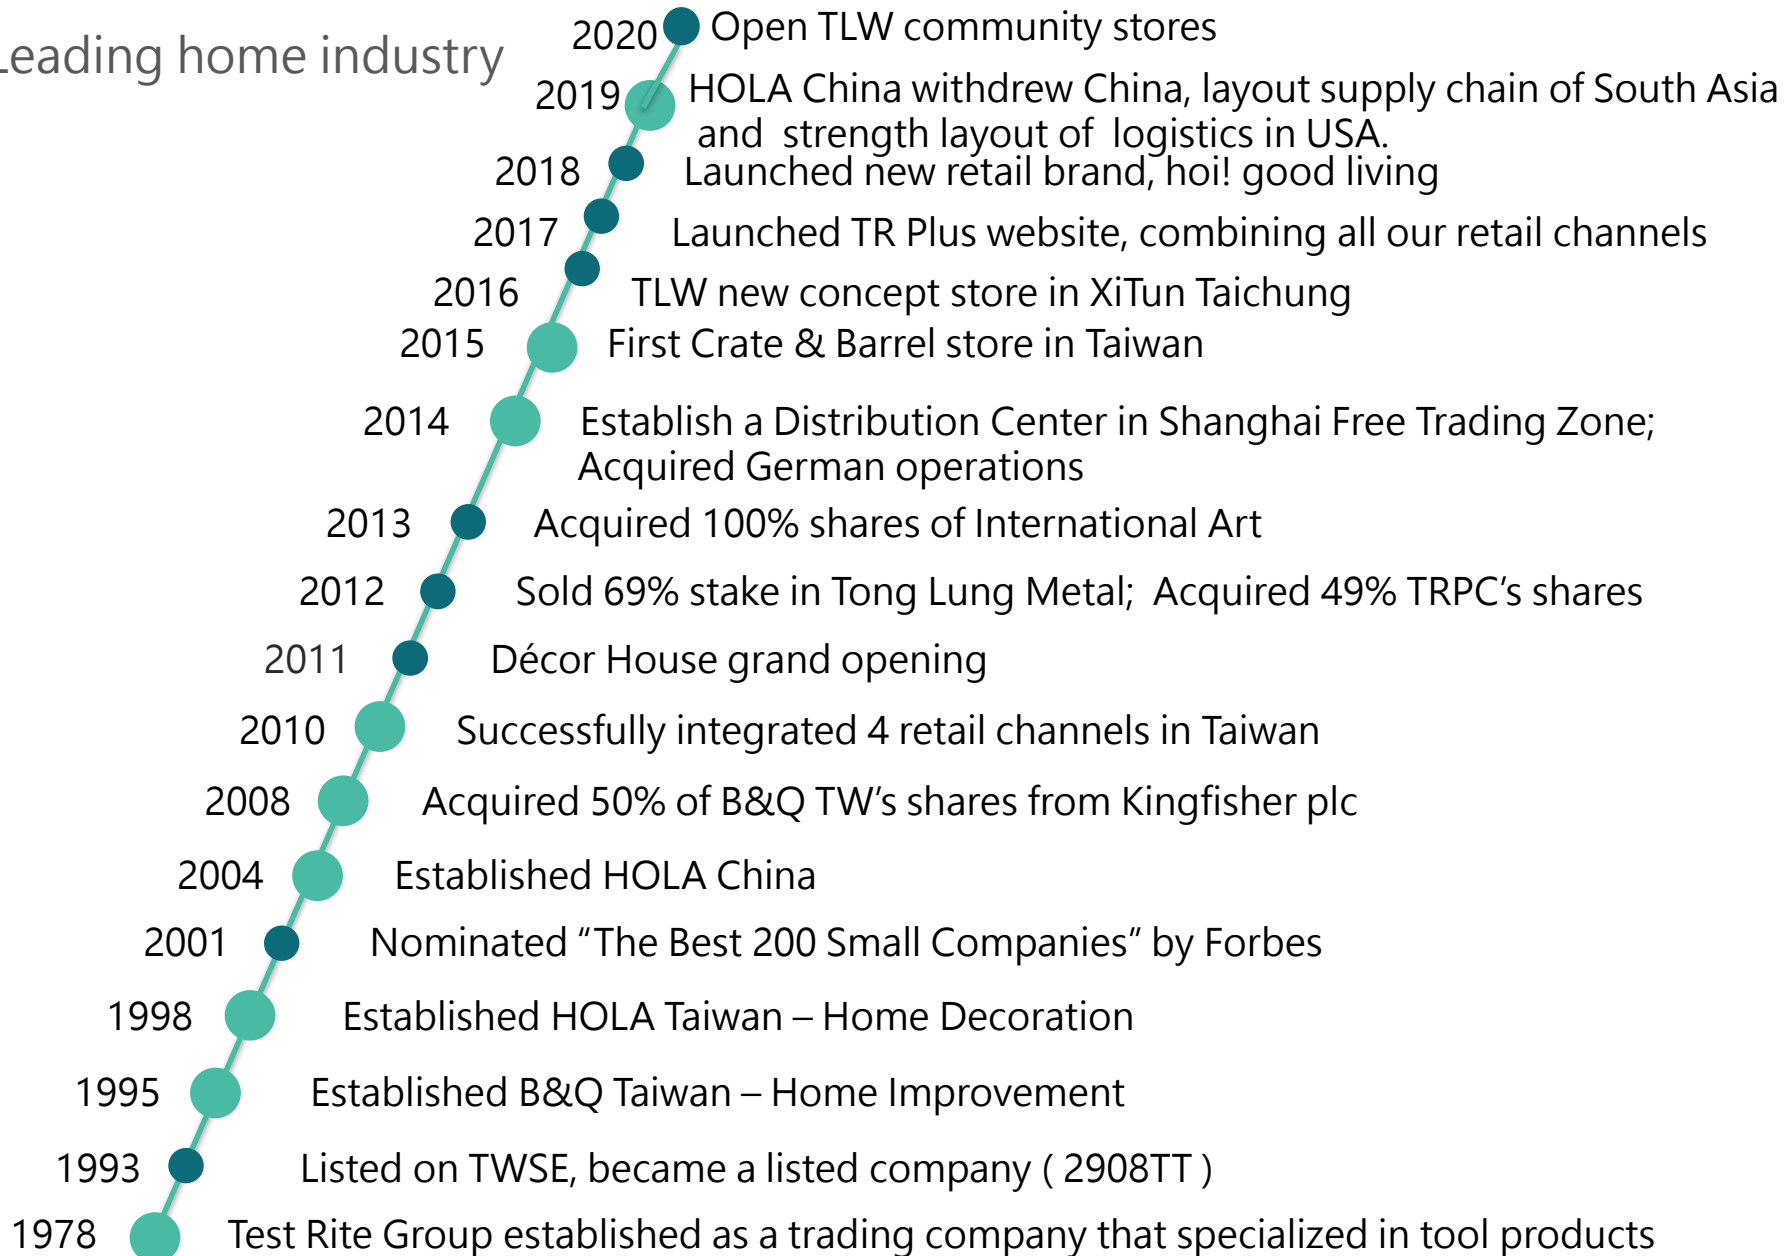 Leading home industry
2020 Open TLW community stores
2019 HOLA China withdrew China, layout supply chain of South Asia
and strength layout of logistics in USA.
2018 Launched new retail brand, hoi! good living
2017 Launched TR Plus website, combining all our retail channels
2016 TLW new concept store in XiTun Taichung
2015 First Crate & Barrel store in Taiwan
2014 Establish a Distribution Center in Shanghai Free Trading Zone;
Acquired German operations
2013 Acquired 100% shares of International Art
2012 Sold 69% stake in Tong Lung Metal; Acquired 49% TRPC’s shares
2011 Décor House grand opening
2010 Successfully integrated 4 retail channels in Taiwan
2008 Acquired 50% of B&Q TW’s shares from Kingfisher plc
2004 Established HOLA China
2001 Nominated “The Best 200 Small Companies” by Forbes
1998 Established HOLA Taiwan – Home Decoration
1995 Established B&Q Taiwan – Home Improvement
1993 Listed on TWSE, became a listed company ( 2908TT )
1978 Test Rite Group established as a trading company that specialized in tool products